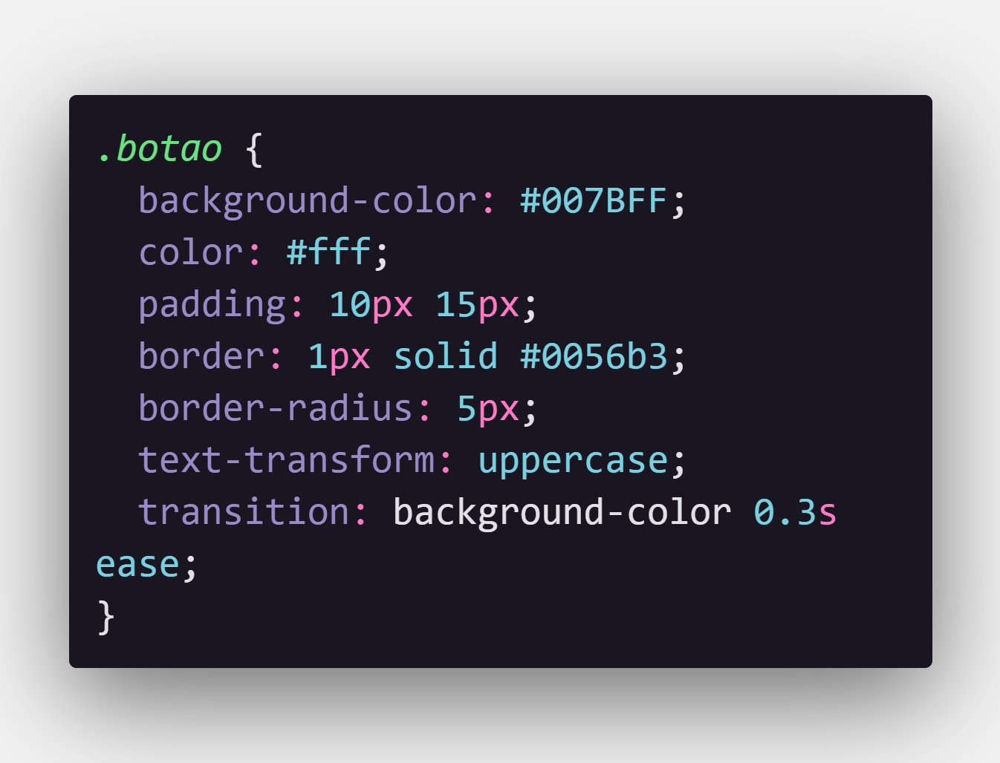 .botao {
  background-color: #007BFF;
  color: #fff;
  padding: 10px 15px;
  border: 1px solid #0056b3;
  border-radius: 5px;
  text-transform: uppercase;
  transition: background-color 0.3s
ease;
}